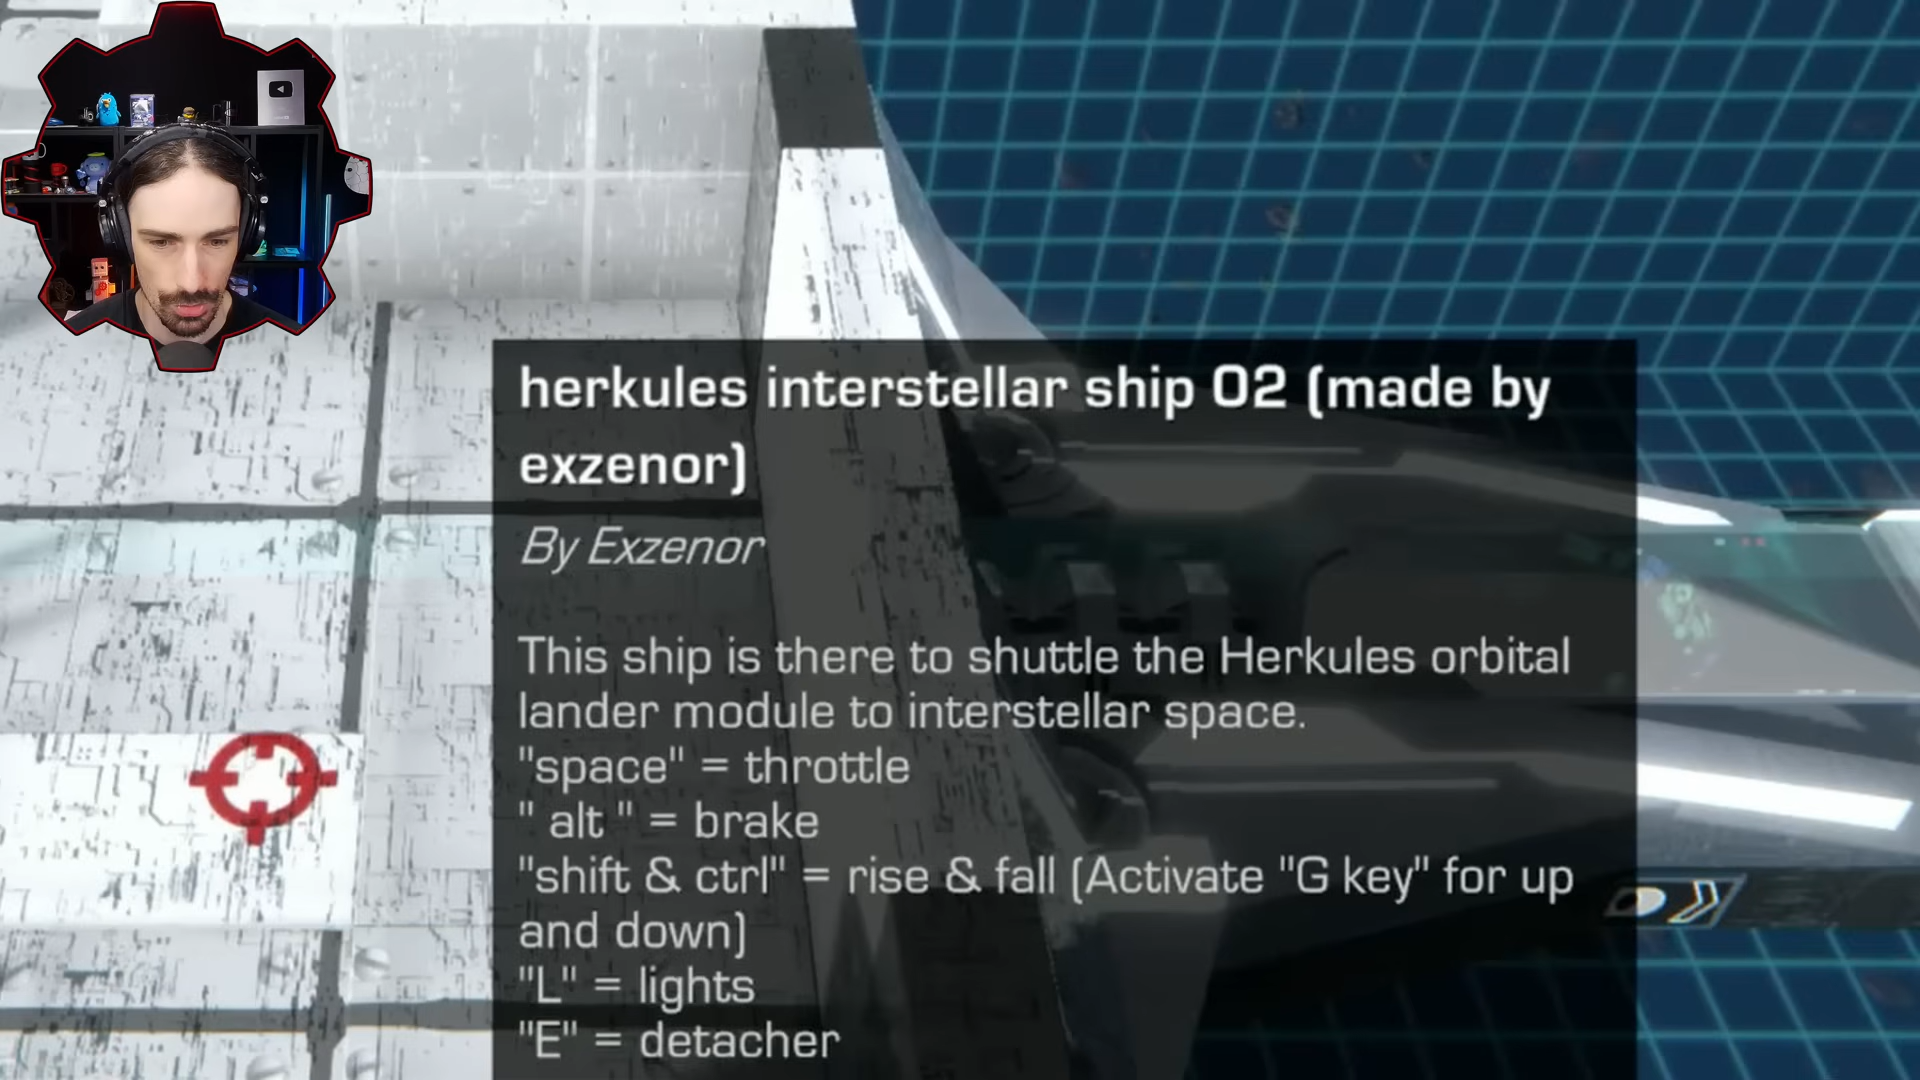 herkules interstellar ship 02 (made by
exzenor)
By Exzenor
This ship is there to shuttle the Herkules orbital
lander module to interstellar space.
"space" = throttle
" alt " = brake
"shift & ctrl" = rise & fall (Activate "G key" for up
and down)
"L" = lights
"E" = detacher